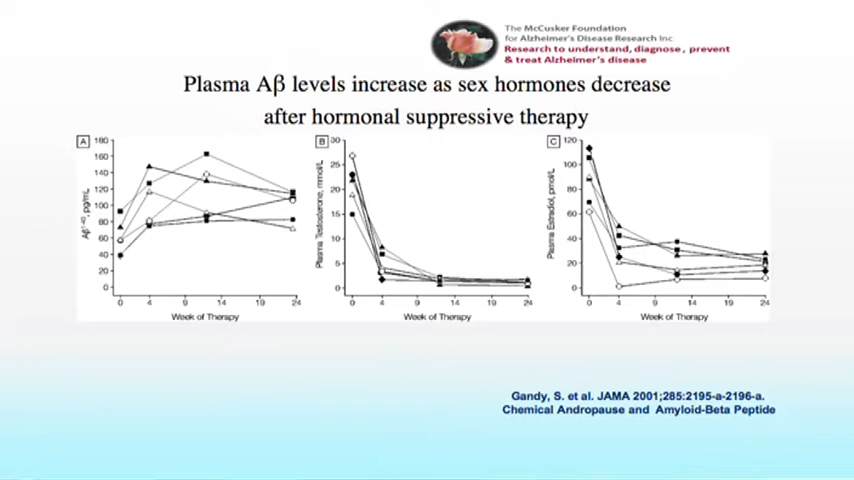 The McCusker Foundation
for Alzheimer's Disease Research Inc
Research to understand, diagnose , prevent
& treat Alzheimer's disease
Plasma Aβ levels increase as sex hormones decrease
after hormonal suppressive therapy
A
180
160
140
120
100
80
60
40
20
0
Aβ¹⁻⁴⁰, pg/mL
0 4 9 14 19 24
Week of Therapy
B
30
25
20
15
10
5
0
Plasma Testosterone, nmol/L
0 4 9 14 19 24
Week of Therapy
C
120
100
80
60
40
20
0
Plasma Estradiol, pmol/L
0 4 9 14 19 24
Week of Therapy
Gandy, S. et al. JAMA 2001;285:2195-a-2196-a.
Chemical Andropause and Amyloid-Beta Peptide